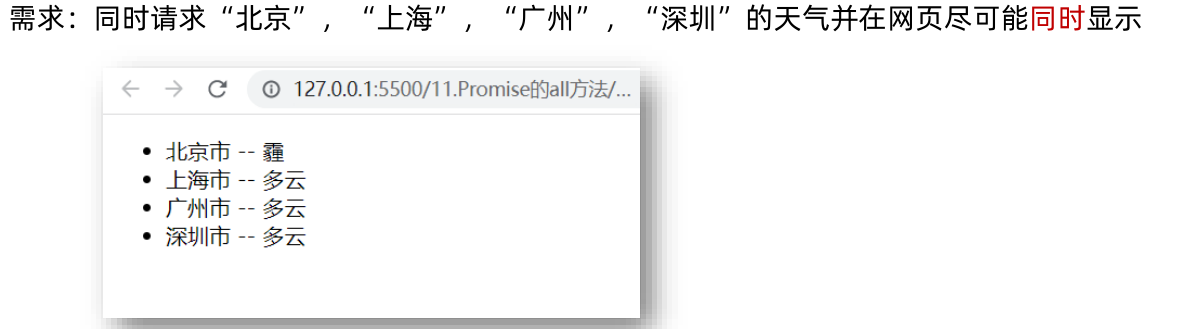 需求：同时请求“北京”，“上海”，“广州”，“深圳”的天气并在网页尽可能同时显示
127.0.0.1:5500/11.Promise的all方法/...
北京市 -- 霾
上海市 -- 多云
广州市 -- 多云
深圳市 -- 多云